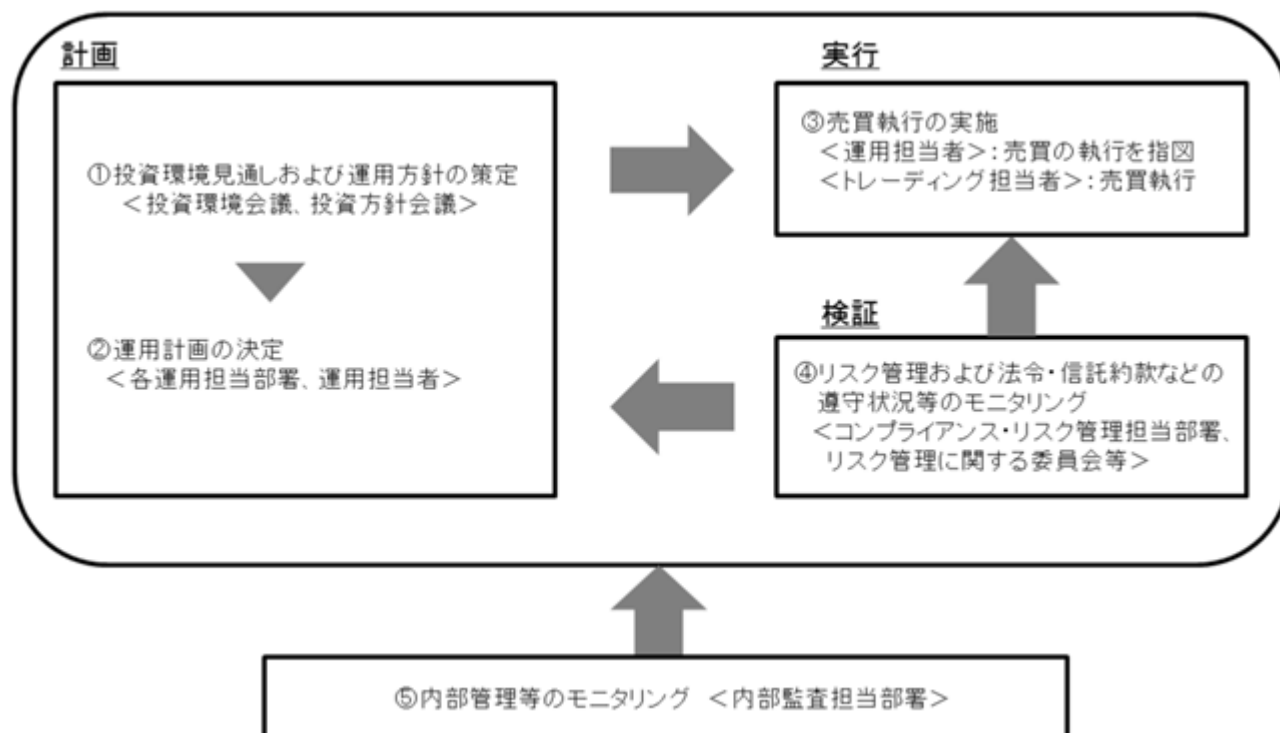 計画
①投資環境見通しおよび運用方針の策定
＜投資環境会議、投資方針会議＞
②運用計画の決定
＜各運用担当部署、運用担当者＞
実行
③売買執行の実施
＜運用担当者＞：売買の執行を指図
＜トレーディング担当者＞：売買執行
検証
④リスク管理および法令・信託約款などの
遵守状況等のモニタリング
＜コンプライアンス・リスク管理担当部署、
リスク管理に関する委員会等＞
⑤内部管理等のモニタリング ＜内部監査担当部署＞